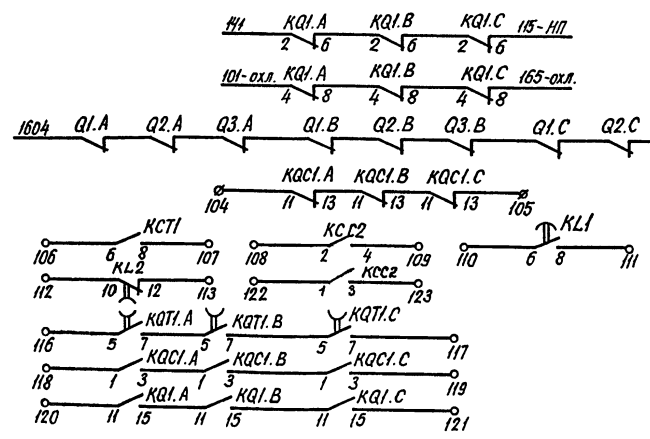 141 KQ1.A KQ1.B KQ1.C 115-НП
2 6 2 6 2 6
101-охл. KQ1.A KQ1.B KQ1.C 165-охл.
4 8 4 8 4 8
1604 Q1.A Q2.A Q3.A Q1.B Q2.B Q3.B Q1.C Q2.C
KQC1.A KQC1.B KQC1.C
104 11 13 11 13 11 13 105
KCT1 KCC2 KL1
106 6 8 107 108 2 4 109 110 6 8 111
KL2 KCC2
112 10 12 113 122 1 3 123
KQT1.A KQT1.B KQT1.C
116 5 7 5 7 5 7 117
KQC1.A KQC1.B KQC1.C
118 1 3 1 3 1 3 119
KQ1.A KQ1.B KQ1.C
120 11 15 11 15 11 15 121